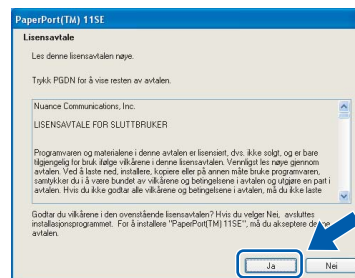 PaperPort(TM) 11SE
Lisensavtale
Les denne lisensavtalen nøye.
Trykk PGDN for å vise resten av avtalen.
Nuance Communications, Inc.
LISENSAVTALE FOR SLUTTBRUKER
Programvaren og materialene i denne avtalen er lisensiert, dvs. ikke solgt, og er bare
tilgjengelig for bruk ifølge vilkårene i denne lisensavtalen. Vennligst les nøye gjennom
avtalen. Ved å laste ned, installere, kopiere eller på annen måte bruke programvaren,
samtykker du i å være bundet av vilkårene og betingelsene i avtalen og utgjøre en part i
avtalen. Hvis du ikke godtar alle vilkårene og betingelsene i avtalen, må du ikke laste
Godtar du vilkårene i den ovenstående lisensavtalen? Hvis du velger Nei, avsluttes
installasjonsprogrammet. For å installere "PaperPort(TM) 11SE", må du akseptere denne
avtalen.
Ja
Nei